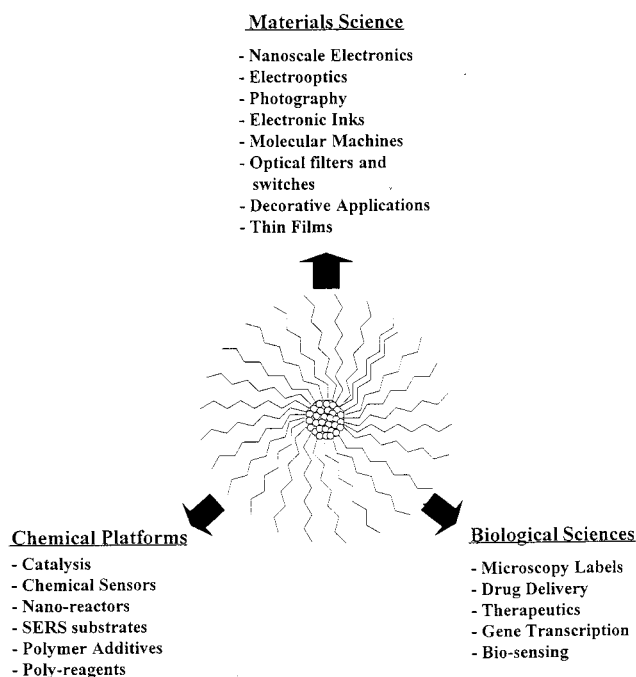 Materials Science
- Nanoscale Electronics
- Electrooptics
- Photography
- Electronic Inks
- Molecular Machines
- Optical filters and
switches
- Decorative Applications
- Thin Films
Chemical Platforms
- Catalysis
- Chemical Sensors
- Nano-reactors
- SERS substrates
- Polymer Additives
- Poly-reagents
Biological Sciences
- Microscopy Labels
- Drug Delivery
- Therapeutics
- Gene Transcription
- Bio-sensing